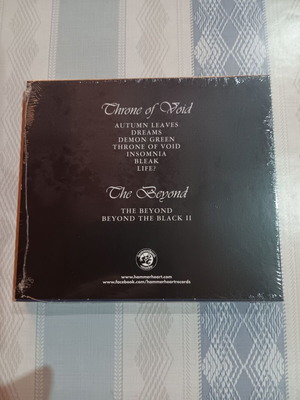 Throne of Void
AUTUMN LEAVES
DREAMS
DEMON GREEN
THRONE OF VOID
INSOMNIA
BLEAK
LIFE?
The Beyond
THE BEYOND
BEYOND THE BLACK II
www.hammerheart.com
www.facebook.com/hammerheartrecords